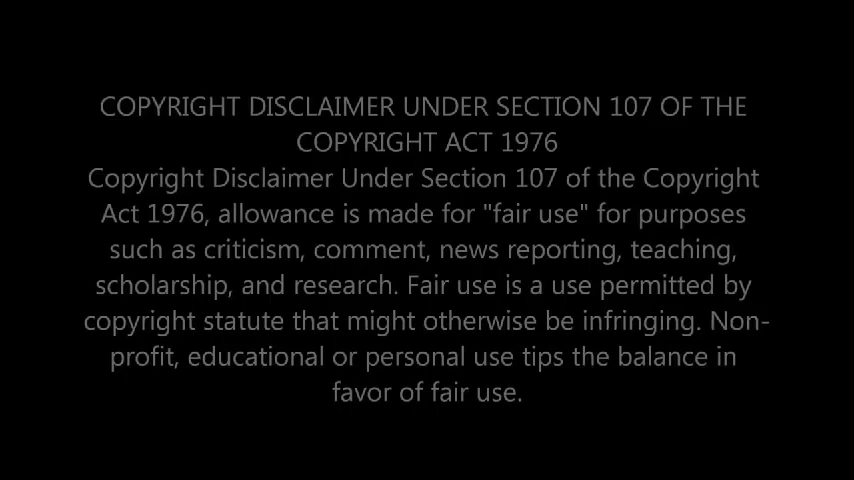 COPYRIGHT DISCLAIMER UNDER SECTION 107 OF THE
COPYRIGHT ACT 1976
Copyright Disclaimer Under Section 107 of the Copyright
Act 1976, allowance is made for "fair use" for purposes
such as criticism, comment, news reporting, teaching,
scholarship, and research. Fair use is a use permitted by
copyright statute that might otherwise be infringing. Non-
profit, educational or personal use tips the balance in
favor of fair use.